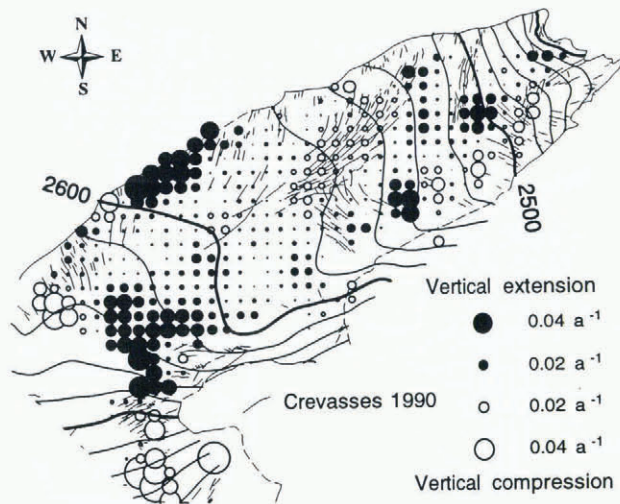 N
W E
S
2600
2500
Vertical extension
0.04 a⁻¹
0.02 a⁻¹
Crevasses 1990
0.02 a⁻¹
0.04 a⁻¹
Vertical compression